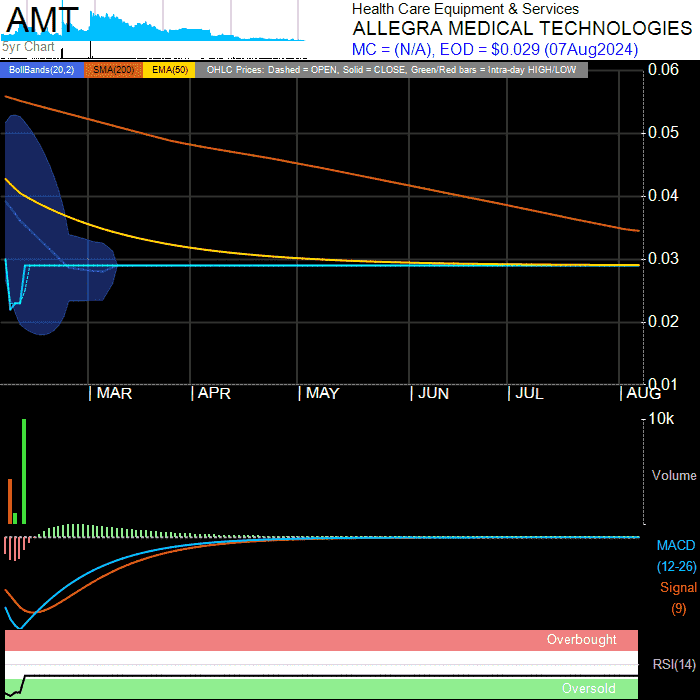 AMT
5yr Chart
Health Care Equipment & Services
ALLEGRA MEDICAL TECHNOLOGIES
MC = (N/A), EOD = $0.029 (07Aug2024)
BollBands(20,2) SMA(200) EMA(50) OHLC Prices: Dashed = OPEN, Solid = CLOSE, Green/Red bars = Intra-day HIGH/LOW
0.06
0.05
0.04
0.03
0.02
0.01
MAR APR MAY JUN JUL AUG
10k
Volume
MACD
(12-26)
Signal
(9)
Overbought
RSI(14)
Oversold